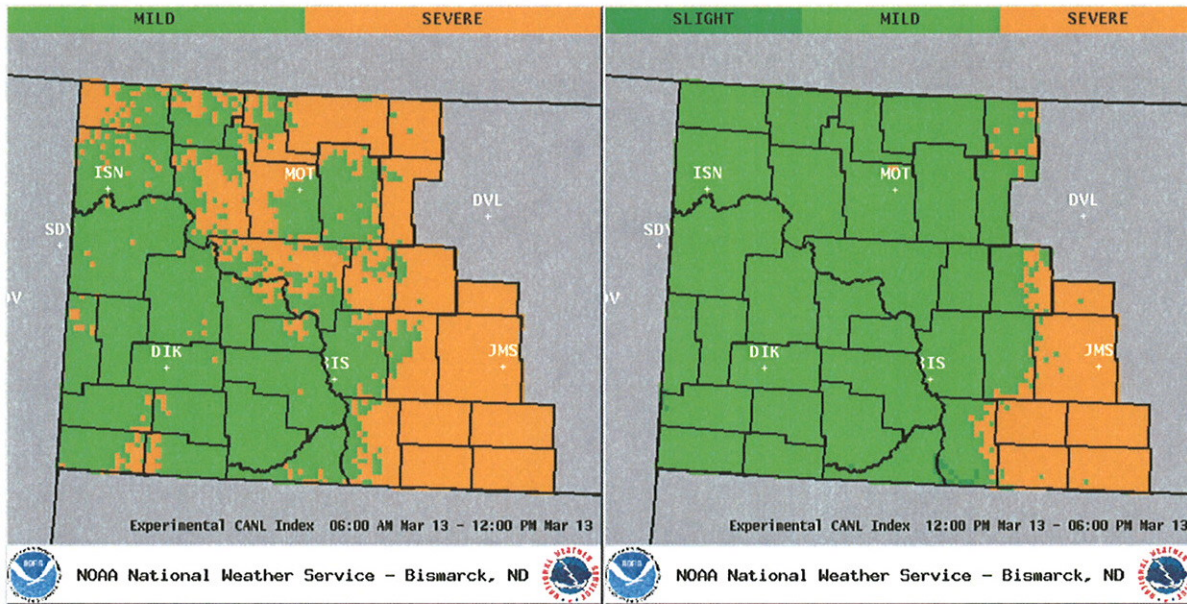 MILD SEVERE
ISN
MOT
DVL
SDY
OV
DIK
BIS
JMS
Experimental CANL Index 06:00 AM Mar 13 - 12:00 PM Mar 13
NOAA National Weather Service - Bismarck, ND
SLIGHT MILD SEVERE
ISN
MOT
DVL
SDY
OV
DIK
BIS
JMS
Experimental CANL Index 12:00 PM Mar 13 - 06:00 PM Mar 13
NOAA National Weather Service - Bismarck, ND